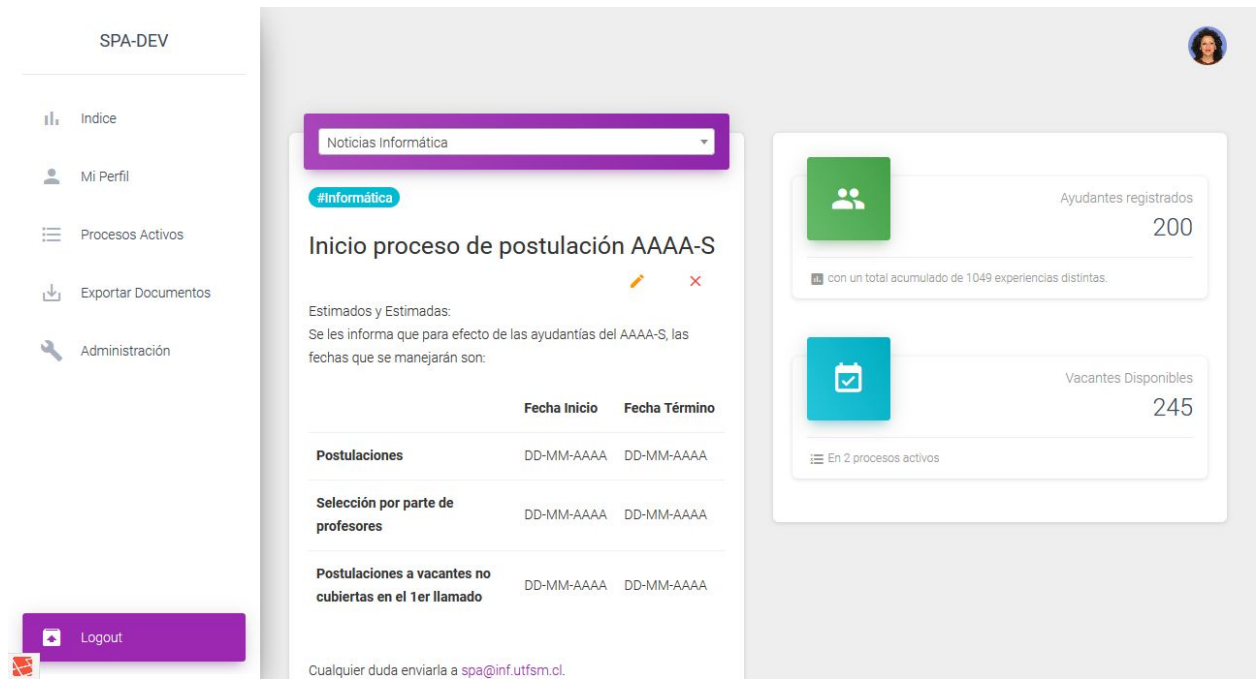 SPA-DEV
Indice
Mi Perfil
Procesos Activos
Exportar Documentos
Administración
Logout
Noticias Informática
#Informática
Inicio proceso de postulación AAAA-S
Estimados y Estimadas:
Se les informa que para efecto de las ayudantías del AAAA-S, las
fechas que se manejarán son:
Fecha Inicio Fecha Término
Postulaciones DD-MM-AAAA DD-MM-AAAA
Selección por parte de
profesores DD-MM-AAAA DD-MM-AAAA
Postulaciones a vacantes no
cubiertas en el 1er llamado DD-MM-AAAA DD-MM-AAAA
Cualquier duda enviarla a spa@inf.utfsm.cl.
Ayudantes registrados
200
con un total acumulado de 1049 experiencias distintas.
Vacantes Disponibles
245
En 2 procesos activos